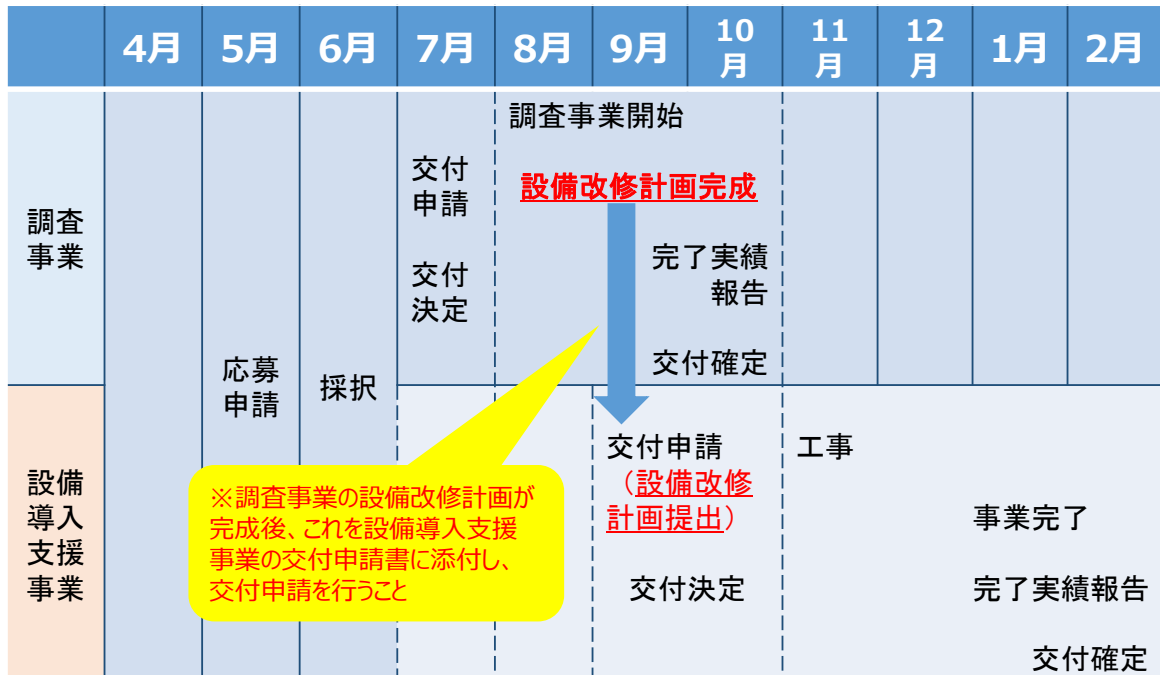 4月
5月
6月
7月
8月
9月
10
月
11
月
12
月
1月
2月
調査
事業
応募
申請
採択
交付
申請
交付
決定
調査事業開始
設備改修計画完成
完了実績
報告
交付確定
設備
導入
支援
事業
※調査事業の設備改修計画が
完成後、これを設備導入支援
事業の交付申請書に添付し、
交付申請を行うこと
交付申請
（設備改修
計画提出）
交付決定
工事
事業完了
完了実績報告
交付確定